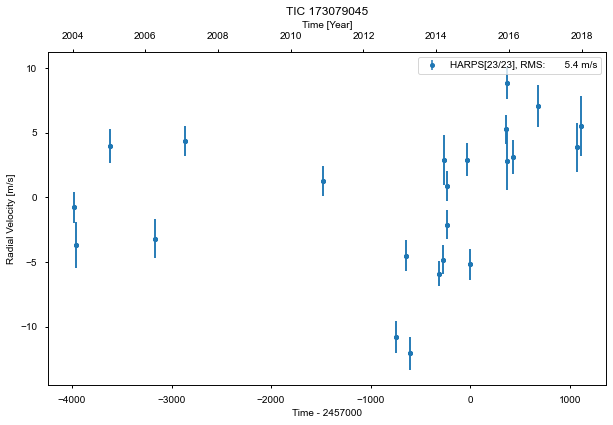 TIC 173079045
Time [Year]
2004 2006 2008 2010 2012 2014 2016 2018
HARPS[23/23], RMS: 5.4 m/s
10
5
0
−5
−10
Radial Velocity [m/s]
−4000 −3000 −2000 −1000 0 1000
Time - 2457000